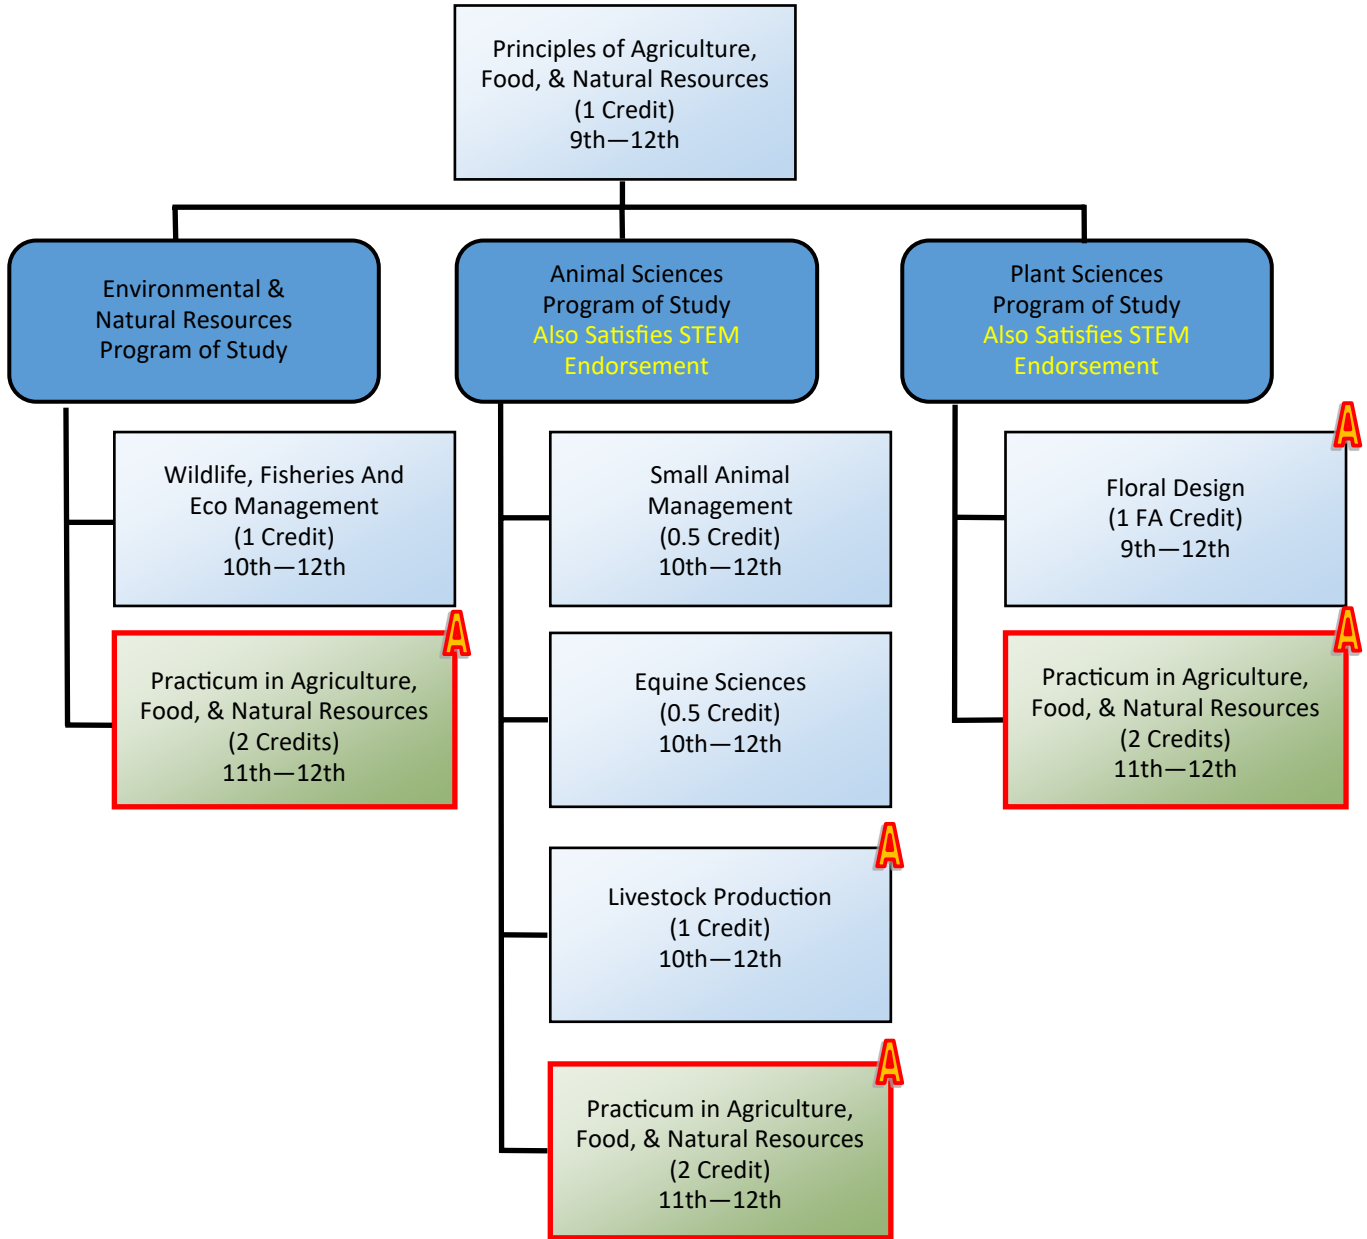 Principles of Agriculture,
Food, & Natural Resources
(1 Credit)
9th—12th
Environmental &
Natural Resources
Program of Study
Animal Sciences
Program of Study
Also Satisfies STEM
Endorsement
Plant Sciences
Program of Study
Also Satisfies STEM
Endorsement
Wildlife, Fisheries And
Eco Management
(1 Credit)
10th—12th
A
Practicum in Agriculture,
Food, & Natural Resources
(2 Credits)
11th—12th
Small Animal
Management
(0.5 Credit)
10th—12th
Equine Sciences
(0.5 Credit)
10th—12th
A
Livestock Production
(1 Credit)
10th—12th
A
Practicum in Agriculture,
Food, & Natural Resources
(2 Credit)
11th—12th
A
Floral Design
(1 FA Credit)
9th—12th
A
Practicum in Agriculture,
Food, & Natural Resources
(2 Credits)
11th—12th